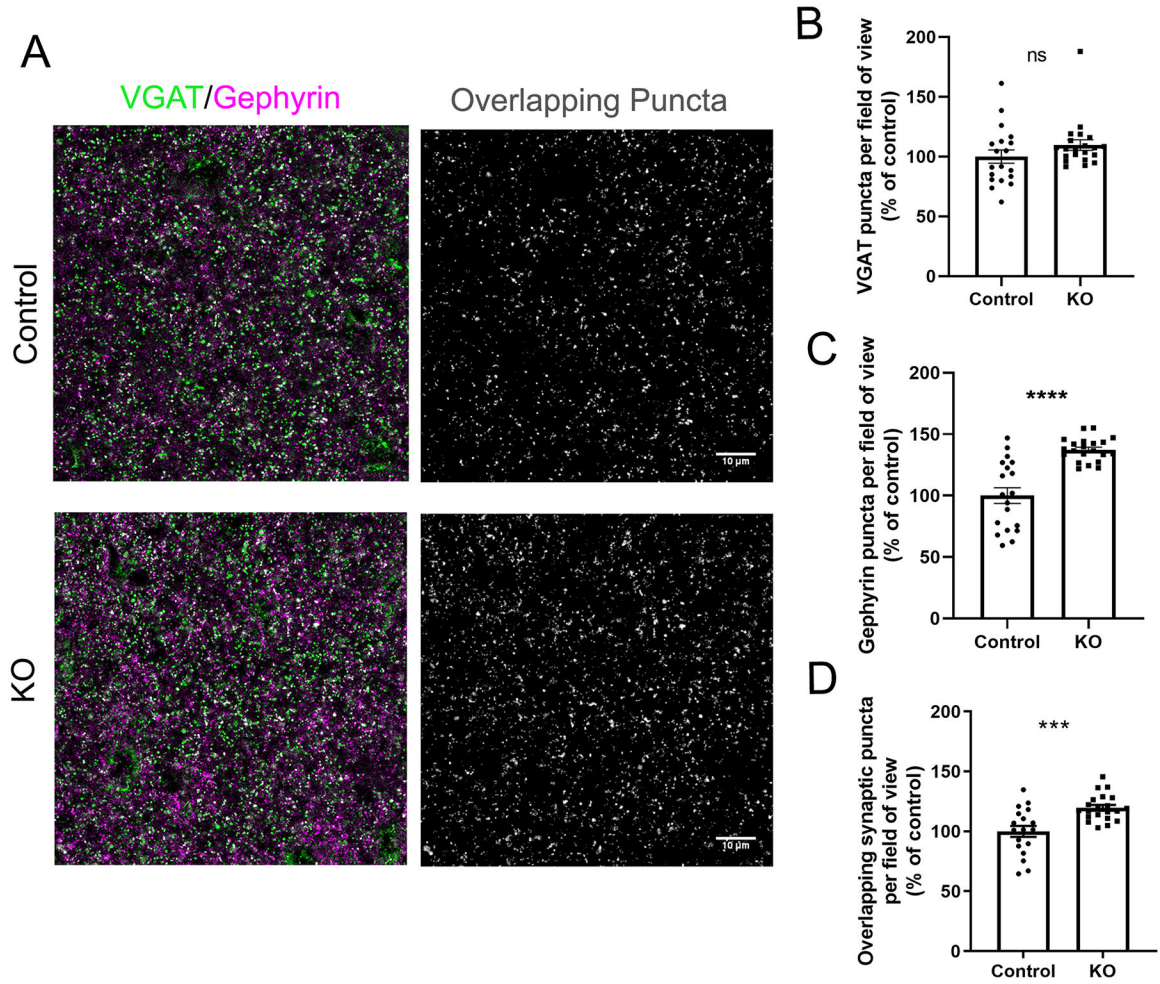 A
VGAT/Gephyrin
Overlapping Puncta
Control
10 μm
KO
10 μm
B
VGAT puncta per field of view
(% of control)
200
150
100
50
0
ns
Control
KO
C
Gephyrin puncta per field of view
(% of control)
200
150
100
50
0
****
Control
KO
D
Overlapping synaptic puncta
per field of view
(% of control)
200
150
100
50
0
***
Control
KO